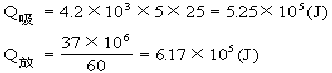 Q吸 = 4.2×10³×5×25 = 5.25×10⁵(J)
Q放 = 37×10⁶/60 = 6.17×10⁵(J)